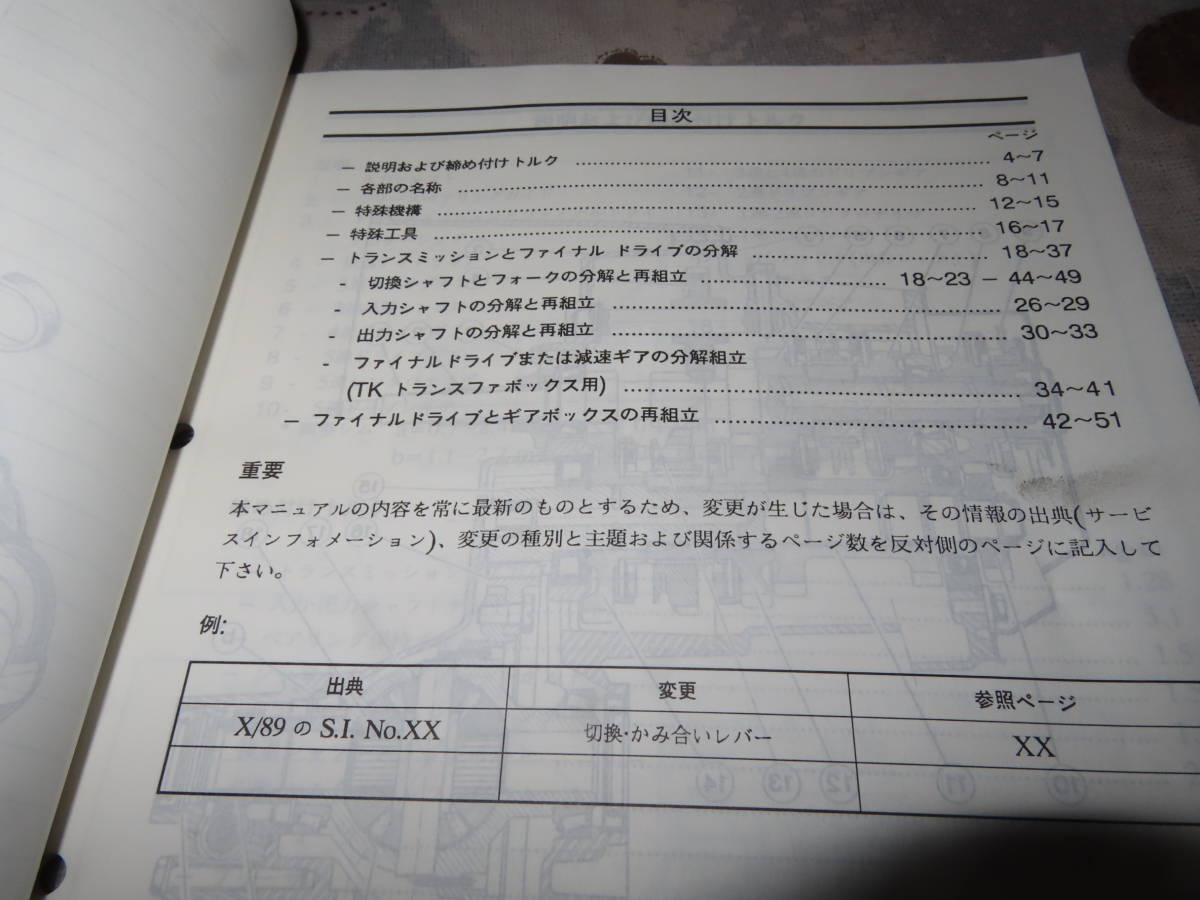 目次
ページ
– 説明および締め付けトルク ........ 4～7
– 各部の名称 ........ 8～11
– 特殊機構 ........ 12～15
– 特殊工具 ........ 16～17
– トランスミッションとファイナル ドライブの分解 ........ 18～37
- 切換シャフトとフォークの分解と再組立 ........ 18～23 – 44～49
- 入力シャフトの分解と再組立 ........ 26～29
- 出力シャフトの分解と再組立 ........ 30～33
- ファイナルドライブまたは減速ギアの分解組立
(TK トランスファボックス用) ........ 34～41
– ファイナルドライブとギアボックスの再組立 ........ 42～51
重要
本マニュアルの内容を常に最新のものとするため、変更が生じた場合は、その情報の出典(サービ
スインフォメーション)、変更の種別と主題および関係するページ数を反対側のページに記入して
下さい。
例:
出典 変更 参照ページ
X/89 の S.I. No.XX 切換・かみ合いレバー XX